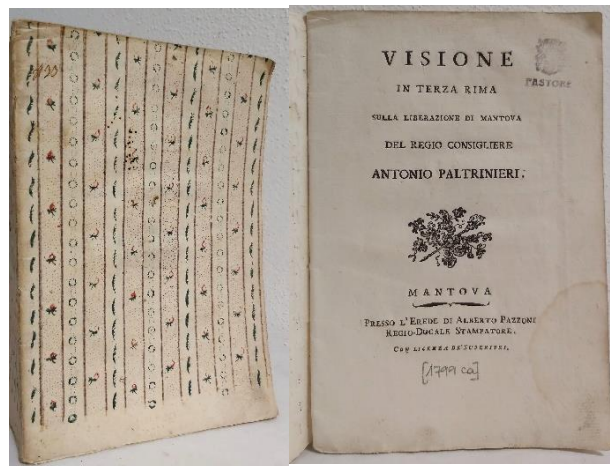 VISIONE
IN TERZA RIMA
SULLA LIBERAZIONE DI MANTOVA
DEL REGIO CONSIGLIERE
ANTONIO PALTRINIERI.
PASTORE
MANTOVA
PRESSO L'EREDE DI ALBERTO PAZZONI
REGIO-DUCALE STAMPATORE.
CON LICENZA DE'SUPERIORI.
[1799 ca]